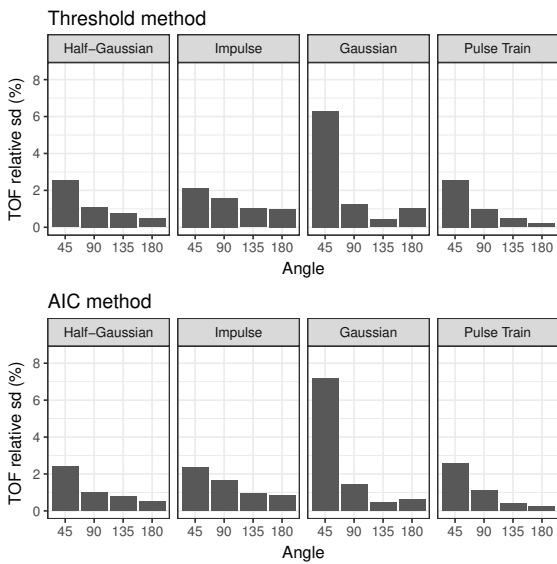 Threshold method
Half−Gaussian Impulse Gaussian Pulse Train
TOF relative sd (%)
8
6
4
2
0
45 90 135 180 45 90 135 180 45 90 135 180 45 90 135 180
Angle
AIC method
Half−Gaussian Impulse Gaussian Pulse Train
TOF relative sd (%)
8
6
4
2
0
45 90 135 180 45 90 135 180 45 90 135 180 45 90 135 180
Angle